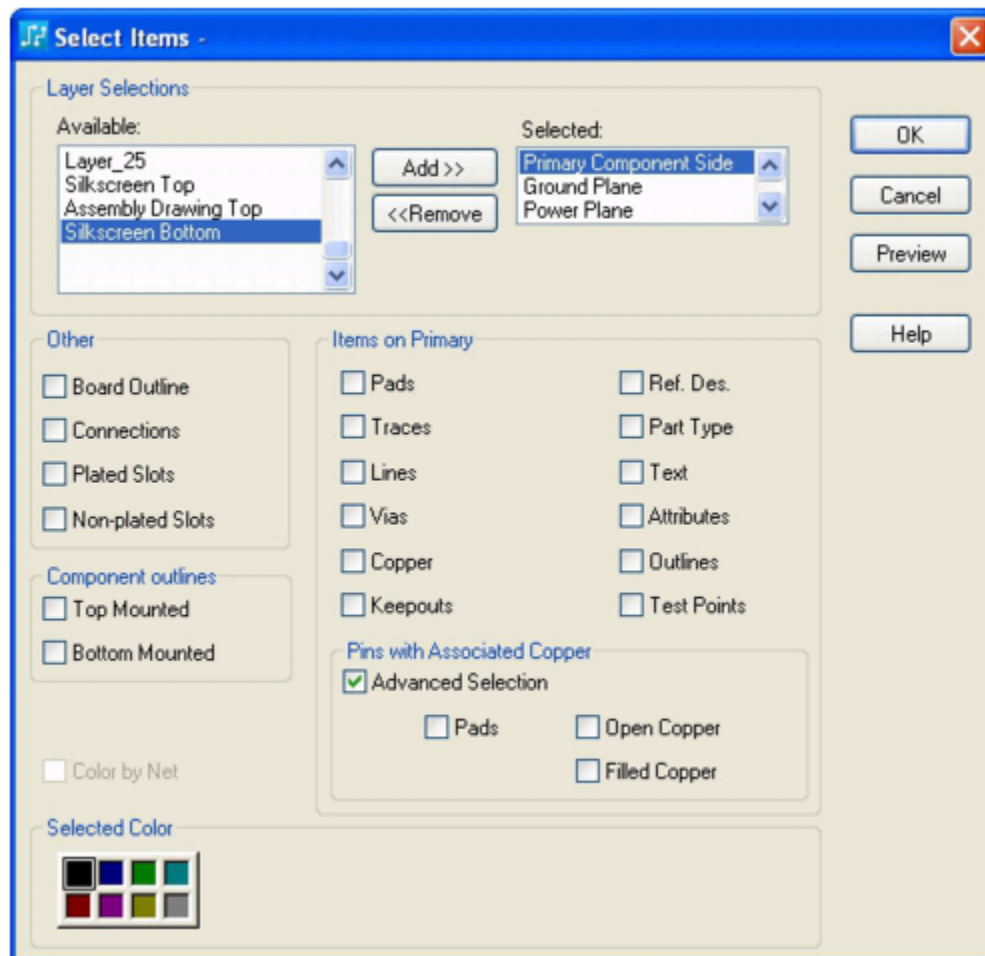 Select Items -
Layer Selections
Available:
Layer_25
Silkscreen Top
Assembly Drawing Top
Silkscreen Bottom
Add >>
<<Remove
Selected:
Primary Component Side
Ground Plane
Power Plane
OK
Cancel
Preview
Help
Other
Board Outline
Connections
Plated Slots
Non-plated Slots
Component outlines
Top Mounted
Bottom Mounted
Color by Net
Items on Primary
Pads
Traces
Lines
Vias
Copper
Keepouts
Ref. Des.
Part Type
Text
Attributes
Outlines
Test Points
Pins with Associated Copper
Advanced Selection
Pads
Open Copper
Filled Copper
Selected Color